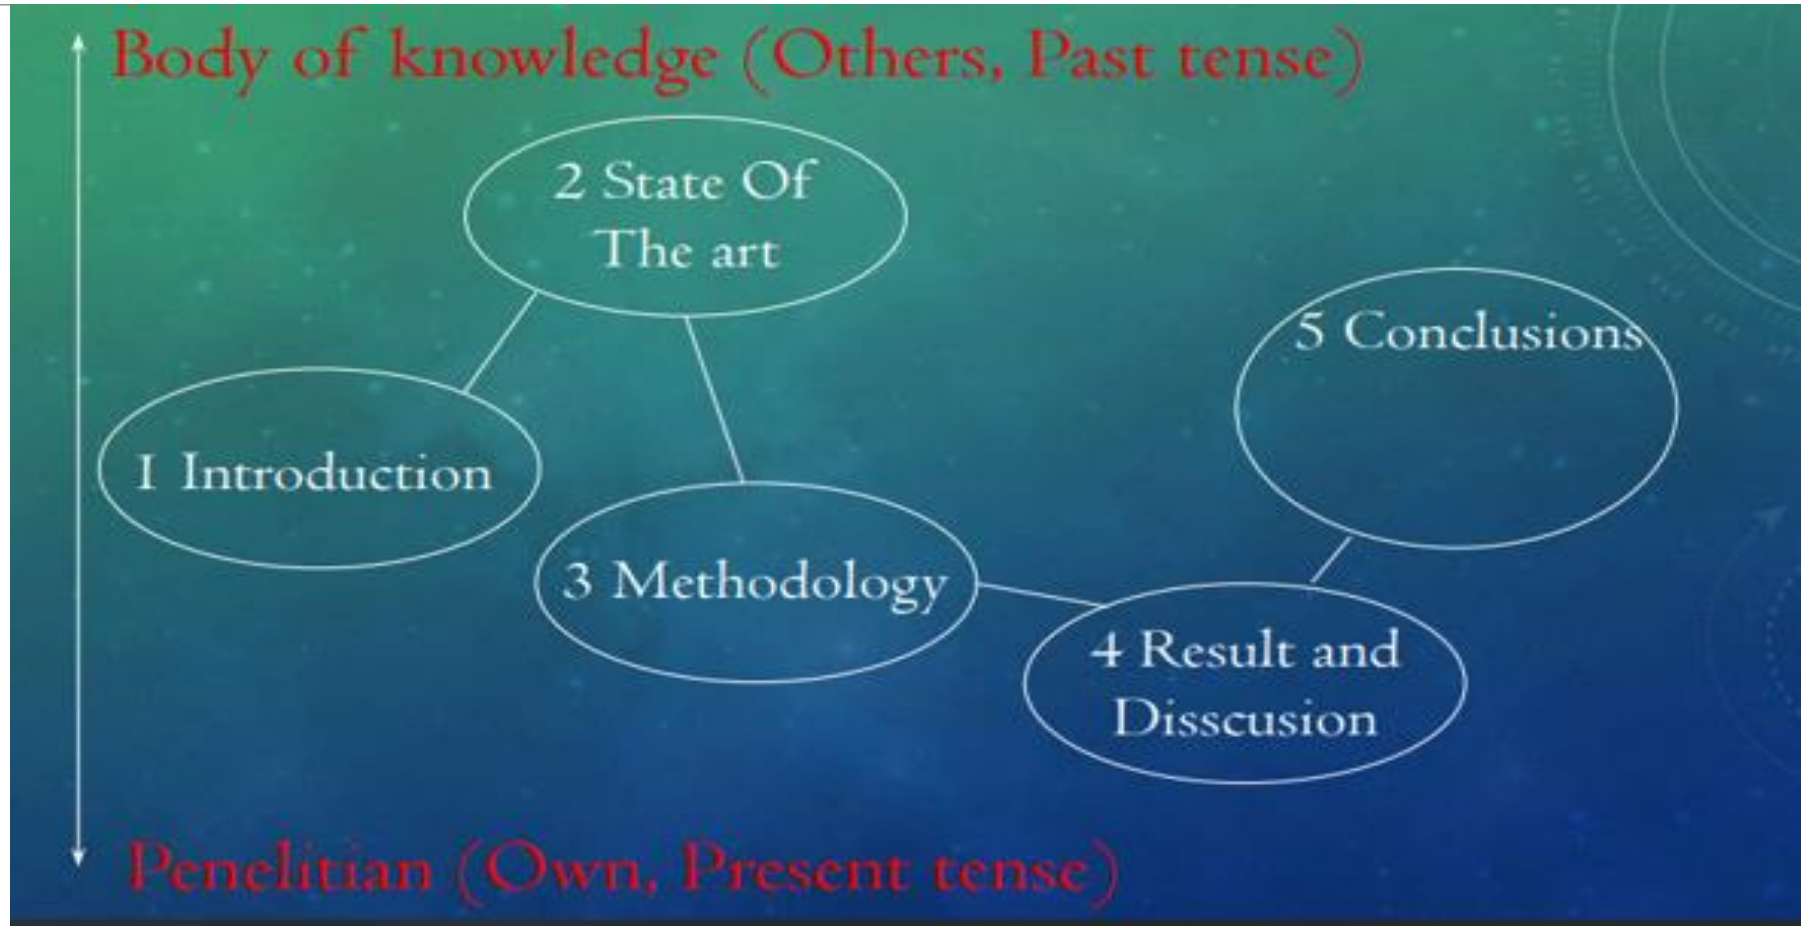 Body of knowledge (Others, Past tense)
2 State Of
The art
5 Conclusions
1 Introduction
3 Methodology
4 Result and
Disscusion
Penelitian (Own, Present tense)